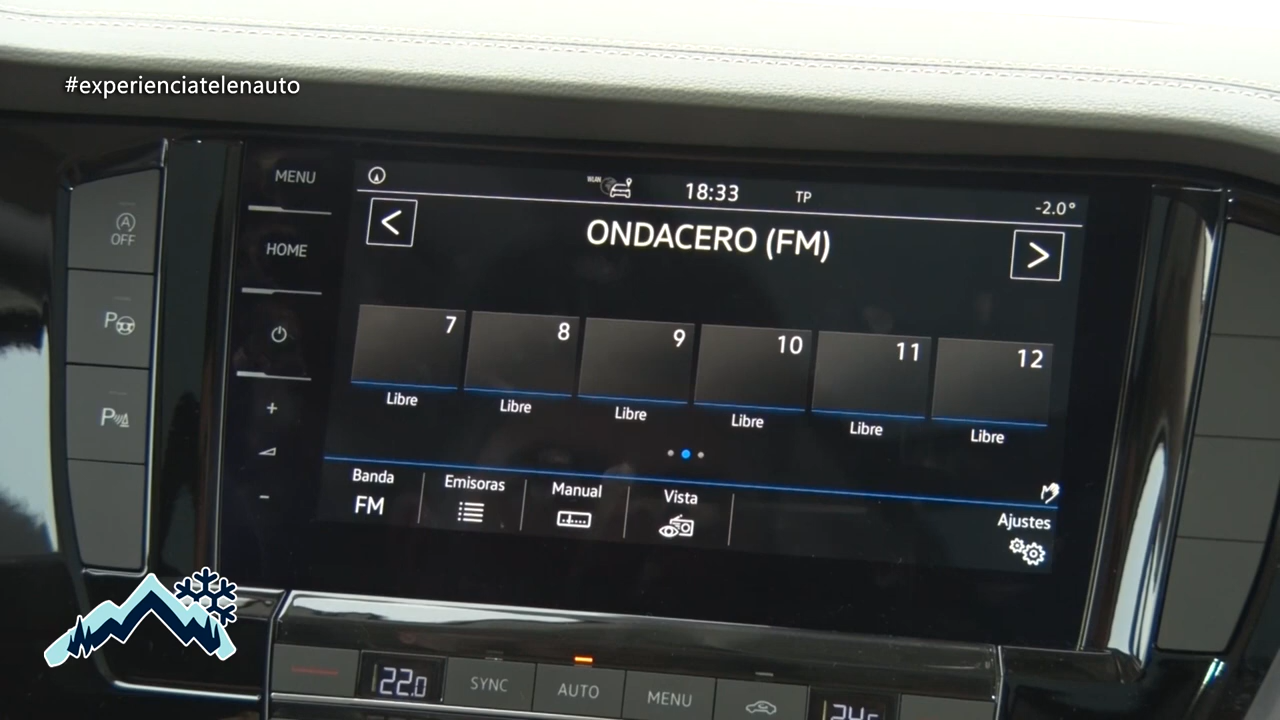 #experienciatelenauto
MENU
WLAN
18:33
TP
-2.0°
A
OFF
HOME
ONDACERO (FM)
<
>
P
7
8
9
10
11
12
Libre
Libre
Libre
Libre
Libre
Libre
P
+
-
Banda
FM
Emisoras
Manual
Vista
Ajustes
22.0
SYNC
AUTO
MENU